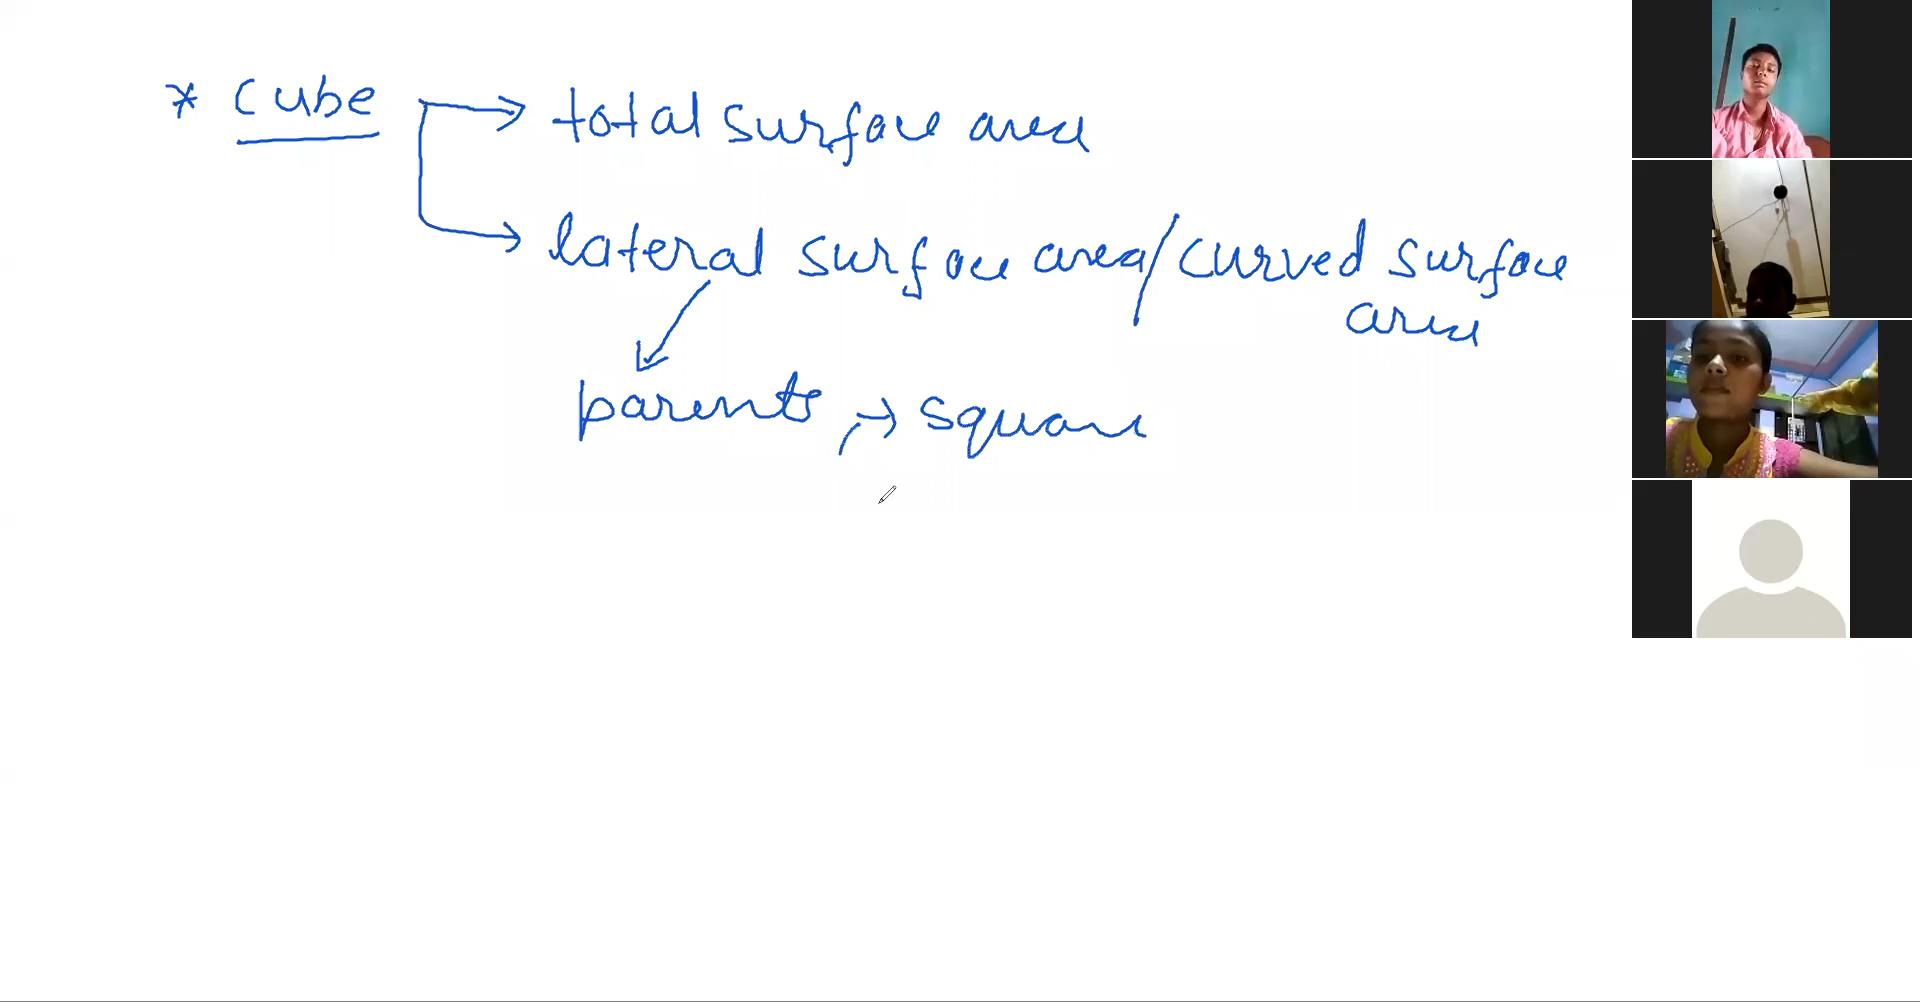 * Cube → total surface area
→ lateral surface area/curved surface
area
parents, → square